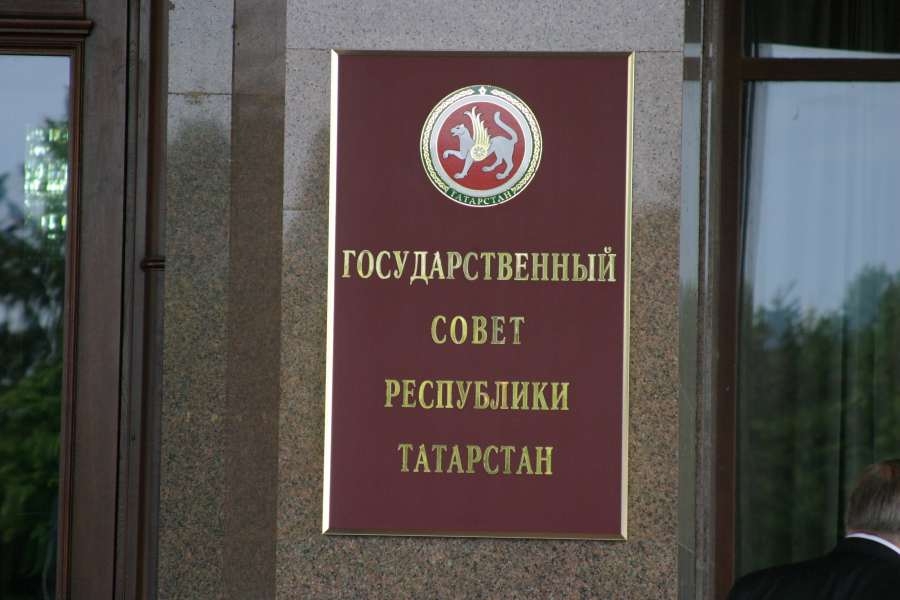 ТАТАРСТАН
ГОСУДАРСТВЕННЫЙ
СОВЕТ
РЕСПУБЛИКИ
ТАТАРСТАН